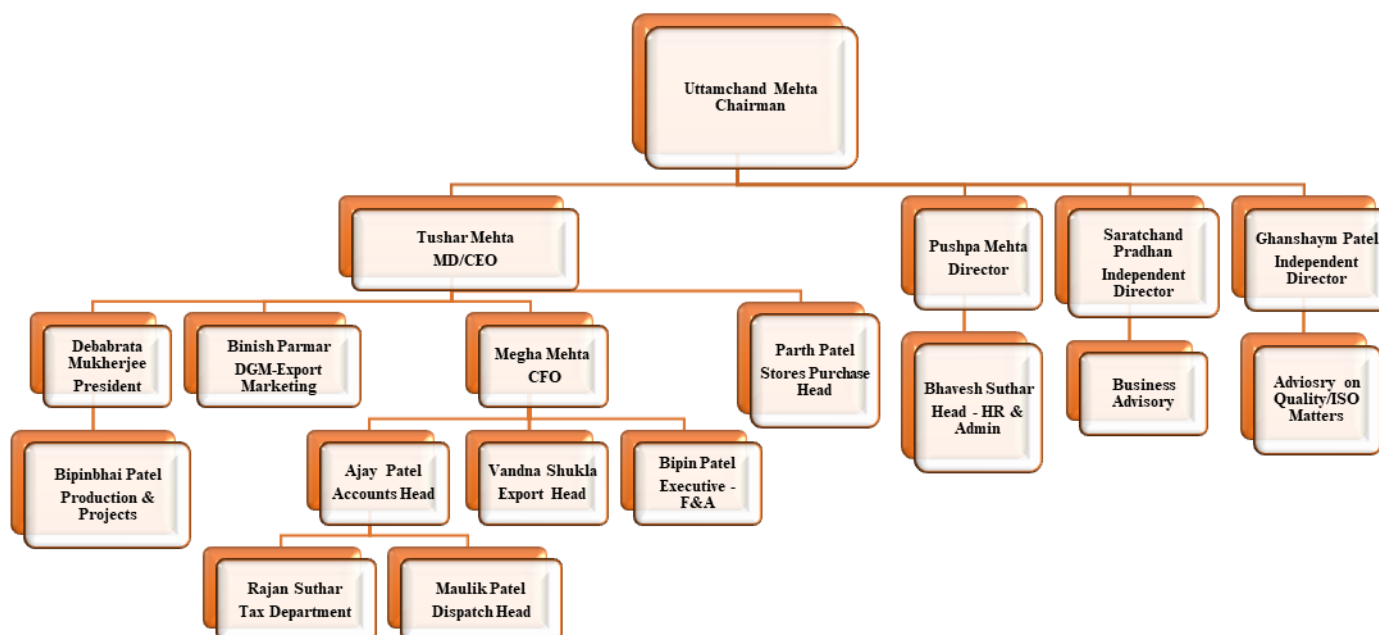 Uttamchand Mehta
Chairman
Tushar Mehta
MD/CEO
Pushpa Mehta
Director
Saratchand
Pradhan
Independent
Director
Ghanshaym Patel
Independent
Director
Debabrata
Mukherjee
President
Binish Parmar
DGM-Export
Marketing
Megha Mehta
CFO
Parth Patel
Stores Purchase
Head
Bhavesh Suthar
Head - HR &
Admin
Business
Advisory
Adviosry on
Quality/ISO
Matters
Bipinbhai Patel
Production &
Projects
Ajay Patel
Accounts Head
Vandna Shukla
Export Head
Bipin Patel
Executive -
F&A
Rajan Suthar
Tax Department
Maulik Patel
Dispatch Head